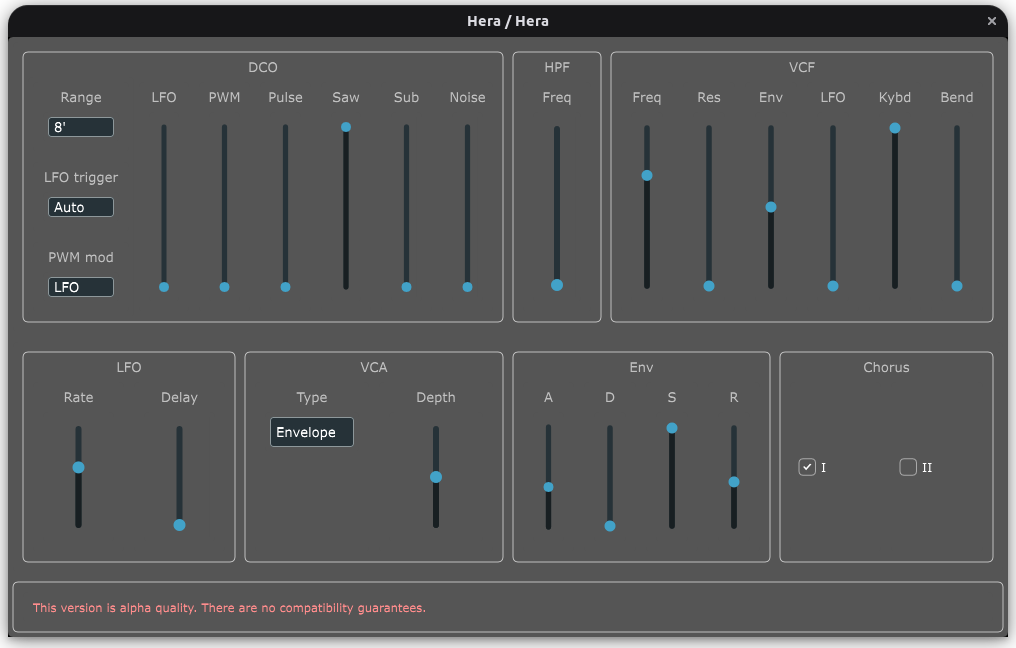 Hera / Hera
DCO
Range LFO PWM Pulse Saw Sub Noise
8'
LFO trigger
Auto
PWM mod
LFO
HPF
Freq
VCF
Freq Res Env LFO Kybd Bend
LFO
Rate Delay
VCA
Type Depth
Envelope
Env
A D S R
Chorus
I II
This version is alpha quality. There are no compatibility guarantees.